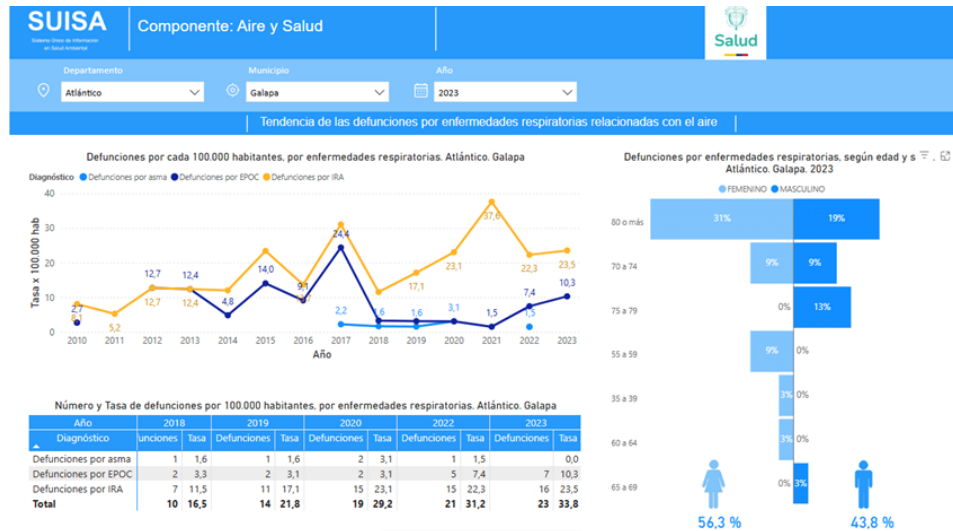 SUISA
Sistema Único de Información
en Salud Ambiental
Componente: Aire y Salud
Salud
Departamento
Municipio
Año
Atlántico
Galapa
2023
Tendencia de las defunciones por enfermedades respiratorias relacionadas con el aire
Defunciones por cada 100.000 habitantes, por enfermedades respiratorias. Atlántico. Galapa
Diagnóstico Defunciones por asma Defunciones por EPOC Defunciones por IRA
Tasa x 100.000 hab
40
30
20
10
0
2,7
8,1
5,2
12,7
12,7
12,4
12,4
4,8
14,0
9,1
24,4
2,2
1,6
1,6
17,1
3,1
23,1
37,6
1,5
22,3
7,4
1,5
23,5
10,3
2010 2011 2012 2013 2014 2015 2016 2017 2018 2019 2020 2021 2022 2023
Año
Defunciones por enfermedades respiratorias, según edad y s
Atlántico. Galapa. 2023
FEMENINO MASCULINO
80 o más 31% 19%
70 a 74 9% 9%
75 a 79 0% 13%
55 a 59 9% 0%
35 a 39 3% 0%
60 a 64 3% 0%
65 a 69 0% 3%
56,3 % 43,8 %
Número y Tasa de defunciones por 100.000 habitantes, por enfermedades respiratorias. Atlántico. Galapa
Año 2018 2019 2020 2022 2023
Diagnóstico unciones Tasa Defunciones Tasa Defunciones Tasa Defunciones Tasa Defunciones Tasa
Defunciones por asma 1 1,6 1 1,6 2 3,1 1 1,5 0,0
Defunciones por EPOC 2 3,3 2 3,1 2 3,1 5 7,4 7 10,3
Defunciones por IRA 7 11,5 11 17,1 15 23,1 15 22,3 16 23,5
Total 10 16,5 14 21,8 19 29,2 21 31,2 23 33,8